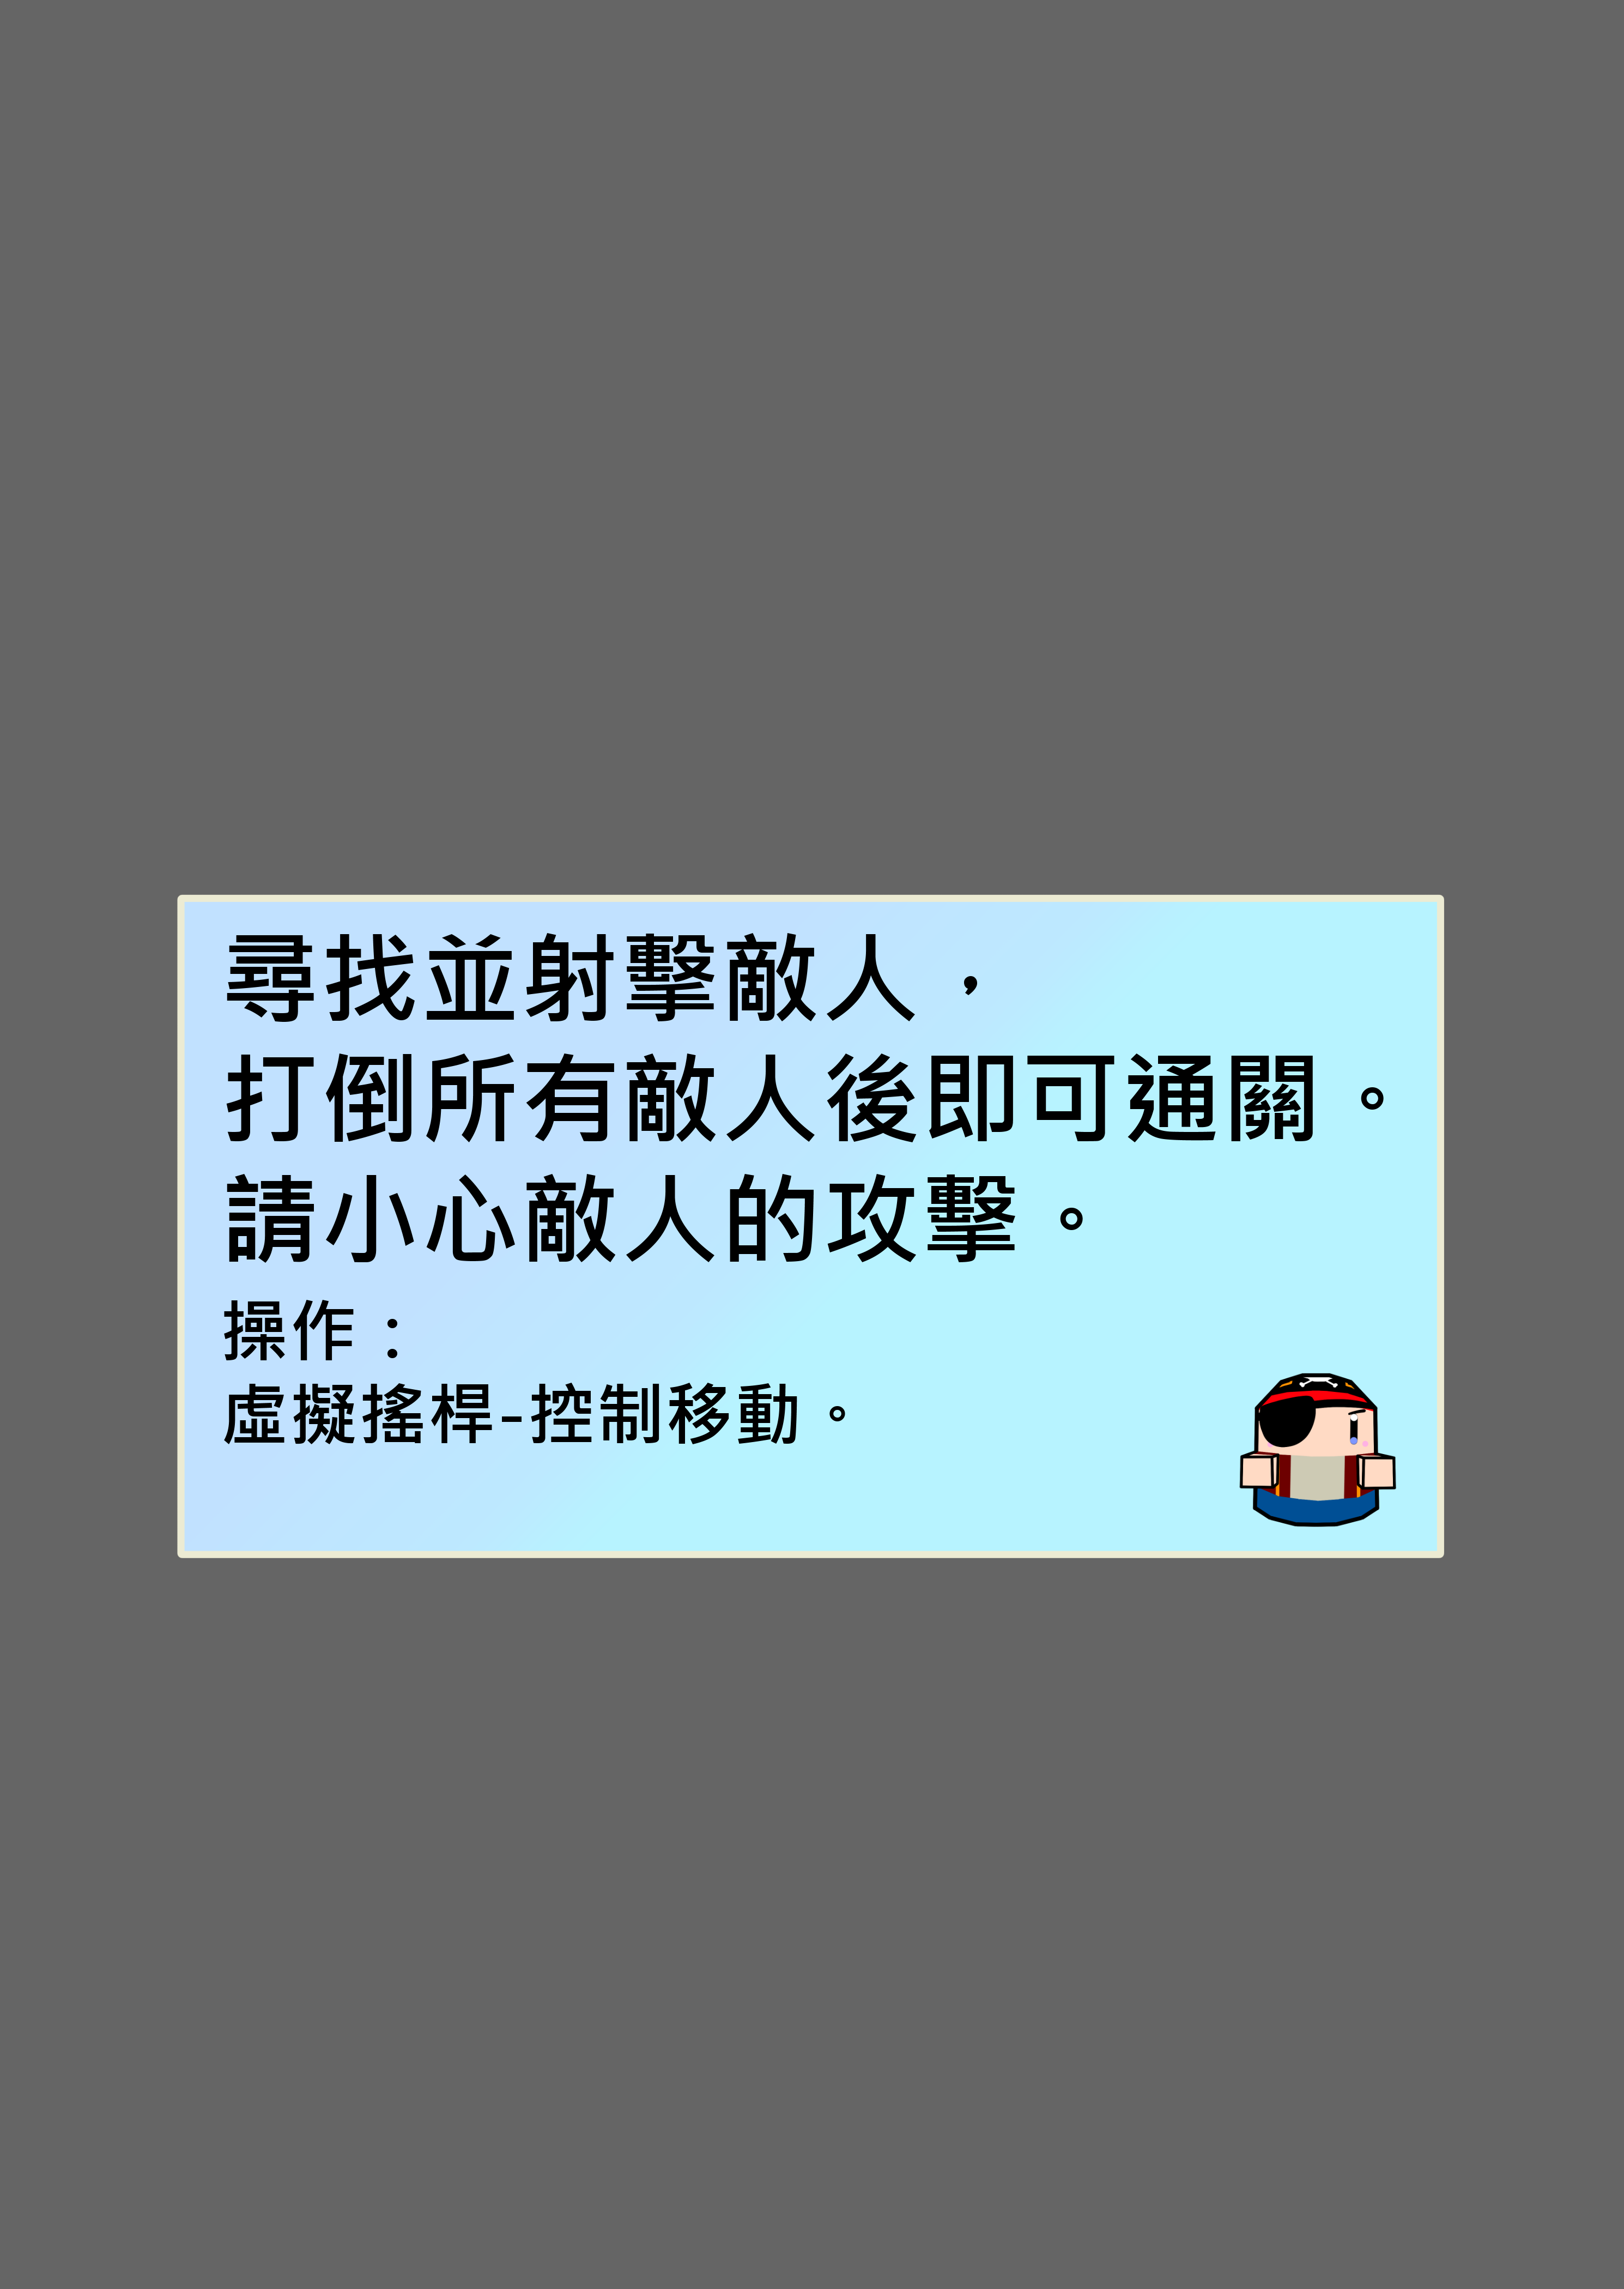 尋找並射擊敵人，
打倒所有敵人後即可通關。
請小心敵人的攻擊。
操作：
虛擬搖桿-控制移動。